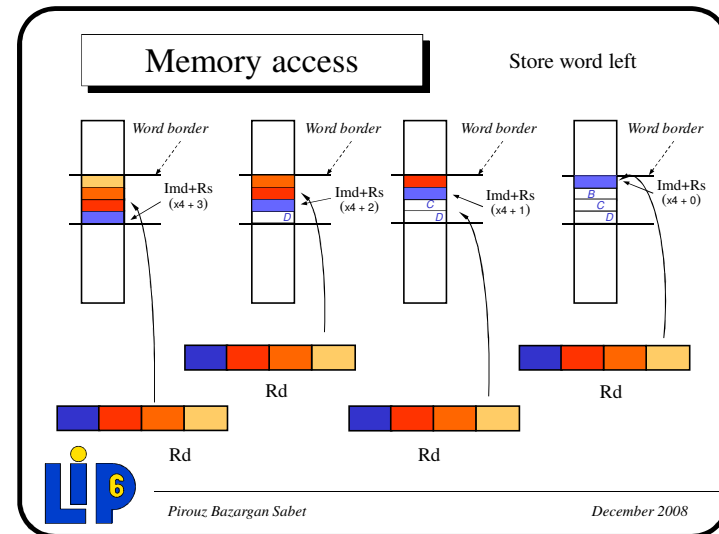 Memory access
Store word left
Word border
Word border
Word border
Word border
Imd+Rs
(x4 + 3)
Imd+Rs
(x4 + 2)
D
Imd+Rs
(x4 + 1)
C
D
Imd+Rs
(x4 + 0)
B
C
D
Rd
Rd
Rd
Rd
LiP6
Pirouz Bazargan Sabet
December 2008